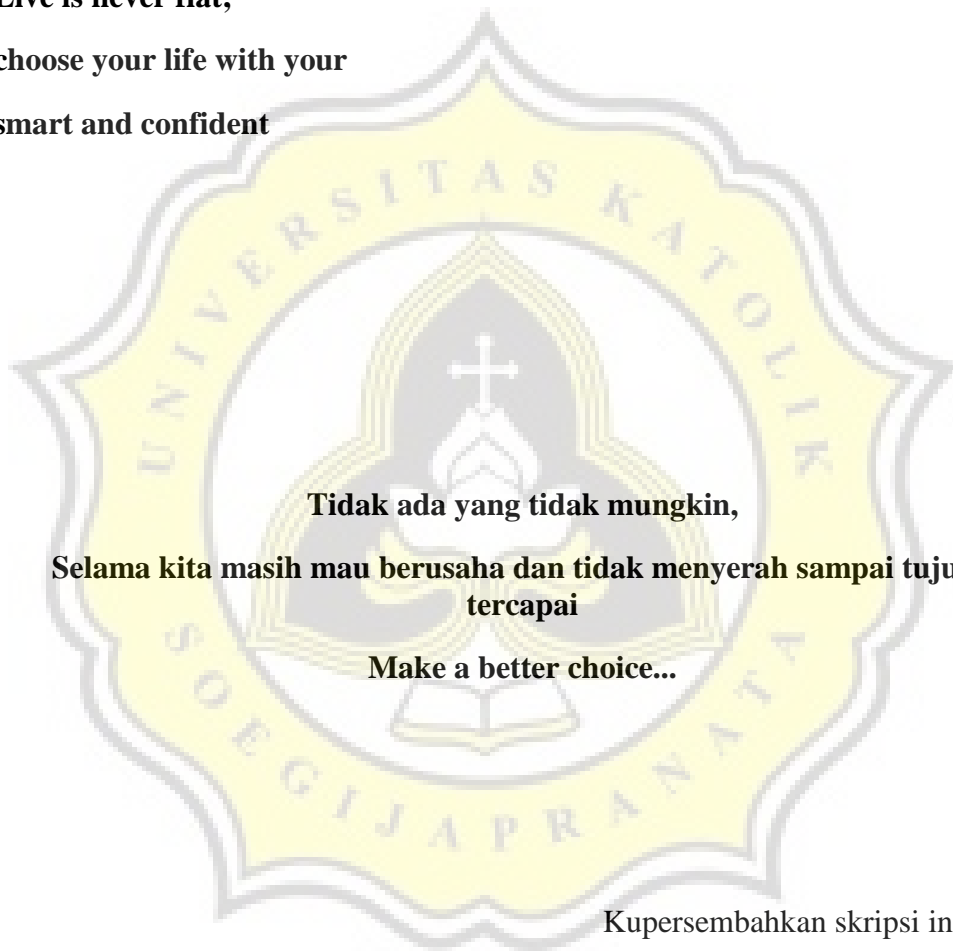 Live is never flat,
choose your life with your
smart and confident
UNIVERSITAS KATOLIK
Tidak ada yang tidak mungkin,
Selama kita masih mau berusaha dan tidak menyerah sampai tuju
tercapai
Make a better choice...
SOEGIJAPRANATA
Kupersembahkan skripsi in